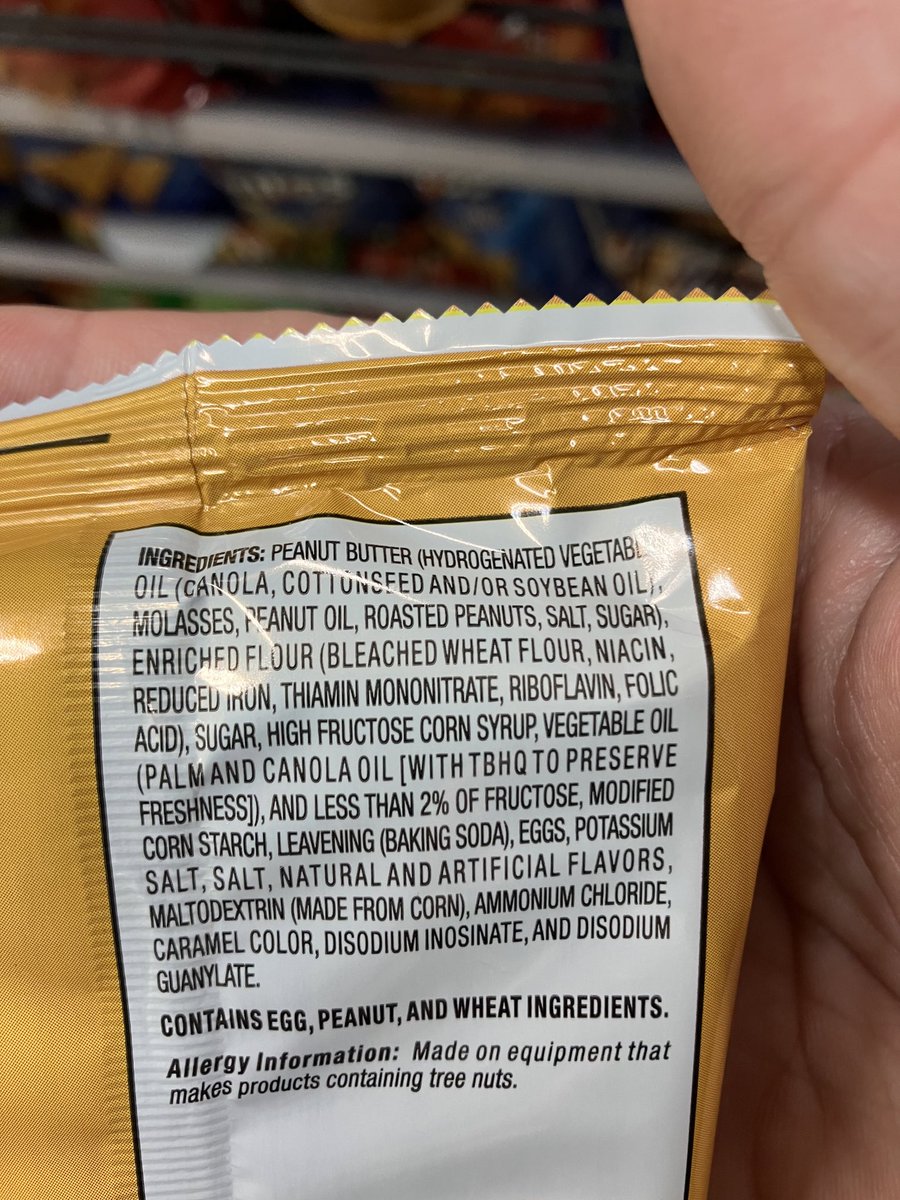 INGREDIENTS: PEANUT BUTTER (HYDROGENATED VEGETABLE
OIL (CANOLA, COTTONSEED AND/OR SOYBEAN OIL),
MOLASSES, PEANUT OIL, ROASTED PEANUTS, SALT, SUGAR),
ENRICHED FLOUR (BLEACHED WHEAT FLOUR, NIACIN,
REDUCED IRON, THIAMIN MONONITRATE, RIBOFLAVIN, FOLIC
ACID), SUGAR, HIGH FRUCTOSE CORN SYRUP, VEGETABLE OIL
(PALM AND CANOLA OIL [WITH TBHQ TO PRESERVE
FRESHNESS]), AND LESS THAN 2% OF FRUCTOSE, MODIFIED
CORN STARCH, LEAVENING (BAKING SODA), EGGS, POTASSIUM
SALT, SALT, NATURAL AND ARTIFICIAL FLAVORS,
MALTODEXTRIN (MADE FROM CORN), AMMONIUM CHLORIDE,
CARAMEL COLOR, DISODIUM INOSINATE, AND DISODIUM
GUANYLATE.
CONTAINS EGG, PEANUT, AND WHEAT INGREDIENTS.
Allergy Information: Made on equipment that
makes products containing tree nuts.